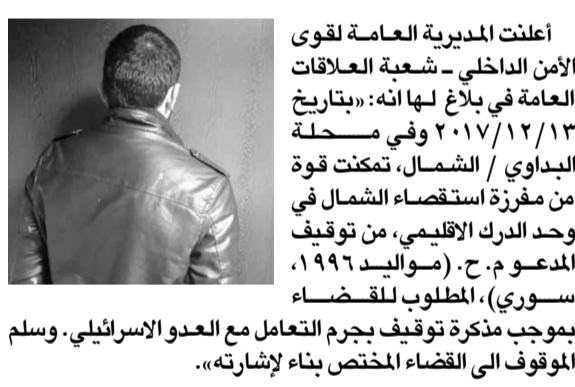 أعلنت المديرية العامة لقوى
الأمن الداخلي ـ شعبة العلاقات
العامة في بلاغ لها انه: «بتاريخ
٢٠١٧/١٢/١٣ وفي محلة
البداوي / الشمال، تمكنت قوة
من مفرزة استقصاء الشمال في
وحد الدرك الاقليمي، من توقيف
المدعو م. ح. (مواليد ١٩٩٦،
سوري)، المطلوب للقضاء
بموجب مذكرة توقيف بجرم التعامل مع العدو الاسرائيلي. وسلم
الموقوف الى القضاء المختص بناء لإشارته».